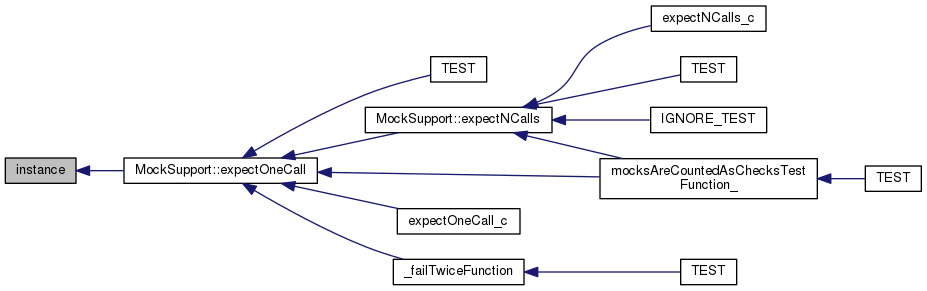 expectNCalls_c
TEST
TEST
MockSupport::expectNCalls
IGNORE_TEST
instance
MockSupport::expectOneCall
mocksAreCountedAsChecksTest
Function_
TEST
expectOneCall_c
_failTwiceFunction
TEST